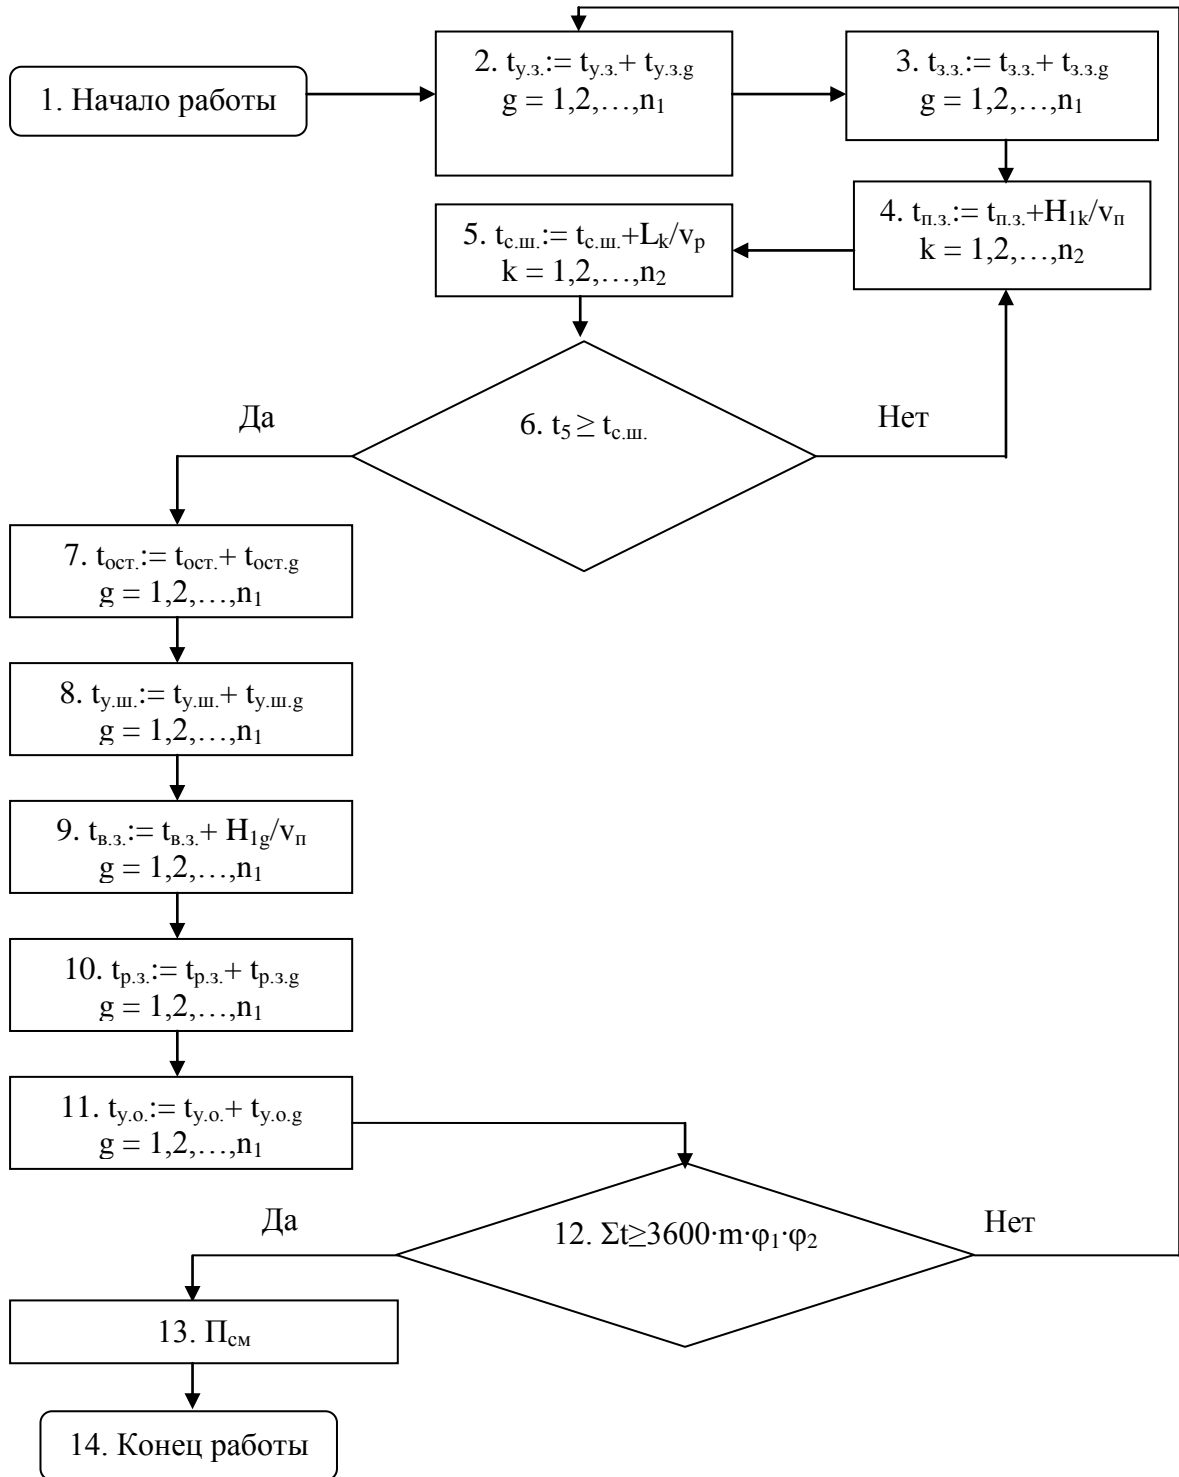 1. Начало работы
2. tу.з.:= tу.з.+ tу.з.g
g = 1,2,…,n1
3. tз.з.:= tз.з.+ tз.з.g
g = 1,2,…,n1
4. tп.з.:= tп.з.+H1k/vп
k = 1,2,…,n2
5. tс.ш.:= tс.ш.+Lk/vр
k = 1,2,…,n2
6. t5 ≥ tс.ш.
Да
Нет
7. tост.:= tост.+ tост.g
g = 1,2,…,n1
8. tу.ш.:= tу.ш.+ tу.ш.g
g = 1,2,…,n1
9. tв.з.:= tв.з.+ H1g/vп
g = 1,2,…,n1
10. tр.з.:= tр.з.+ tр.з.g
g = 1,2,…,n1
11. tу.о.:= tу.о.+ tу.о.g
g = 1,2,…,n1
12. Σt≥3600·m·φ1·φ2
Да
Нет
13. Псм
14. Конец работы